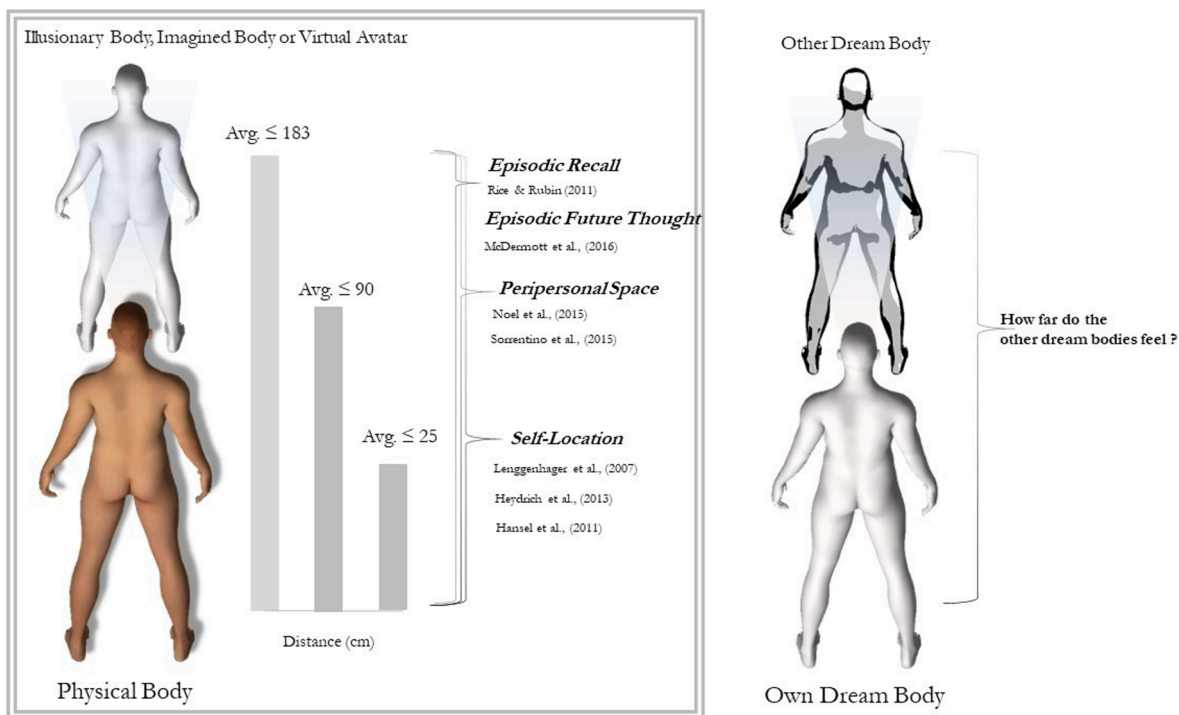 Illusionary Body, Imagined Body or Virtual Avatar
Avg. ≤ 183
Avg. ≤ 90
Avg. ≤ 25
Distance (cm)
Physical Body
Episodic Recall
Rice & Rubin (2011)
Episodic Future Thought
McDermott et al., (2016)
Peripersonal Space
Noel et al., (2015)
Sorrentino et al., (2015)
Self-Location
Lenggenhager et al., (2007)
Heydrich et al., (2013)
Hansel et al., (2011)
Other Dream Body
How far do the
other dream bodies feel ?
Own Dream Body